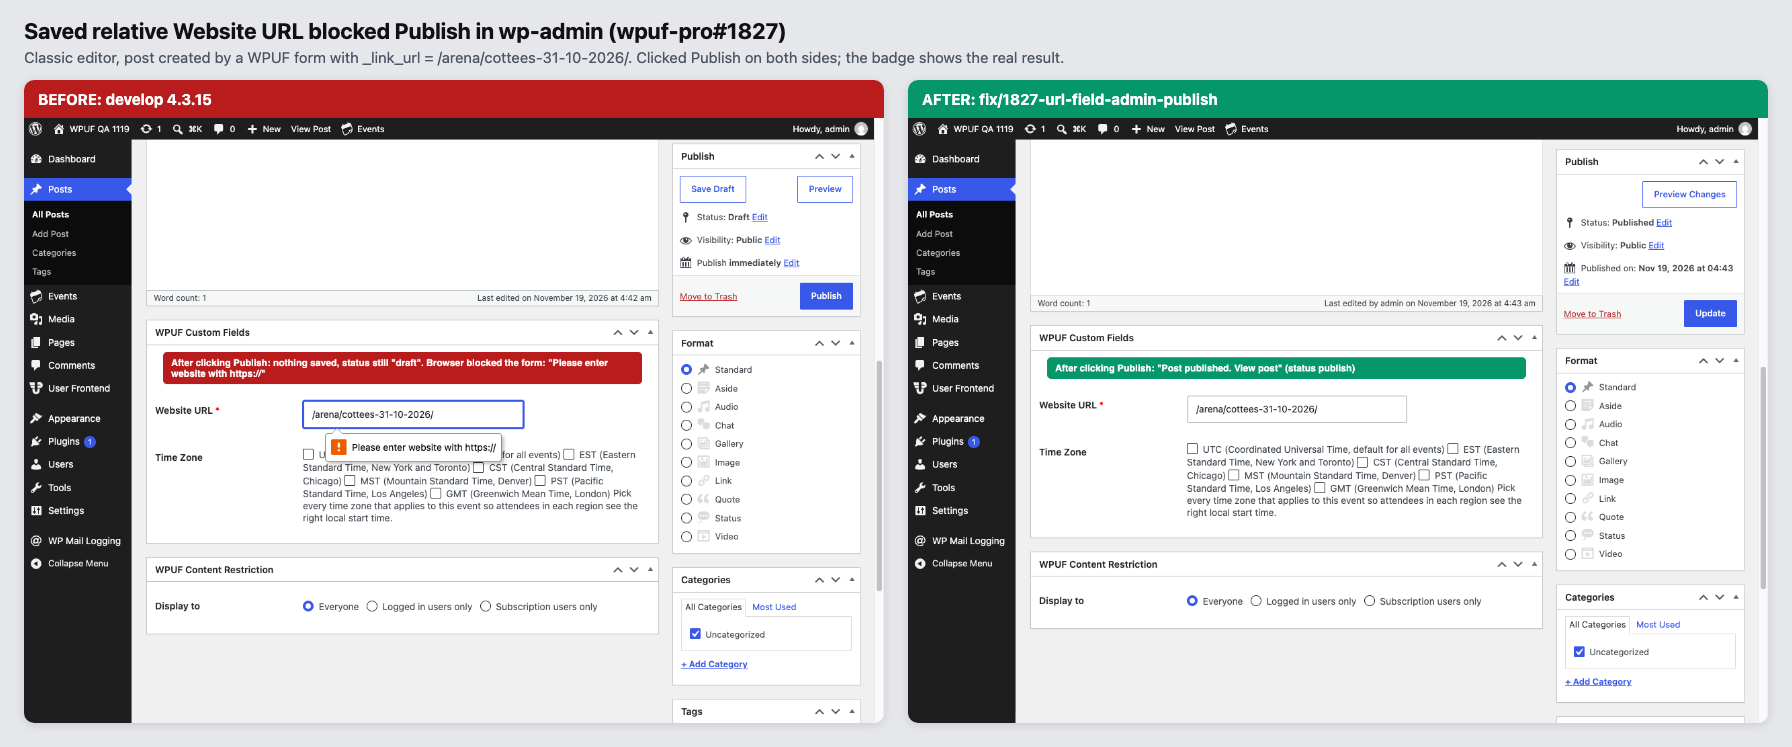 Saved relative Website URL blocked Publish in wp-admin (wpuf-pro#1827)
Classic editor, post created by a WPUF form with _link_url = /arena/cottees-31-10-2026/. Clicked Publish on both sides; the badge shows the real result.
BEFORE: develop 4.3.15
WPUF QA 1119 1 ⌘K 0 + New View Post Events Howdy, admin
Dashboard
Posts
All Posts
Add Post
Categories
Tags
Events
Media
Pages
Comments
User Frontend
Appearance
Plugins 1
Users
Tools
Settings
WP Mail Logging
Collapse Menu
Word count: 1 Last edited on November 19, 2026 at 4:42 am
WPUF Custom Fields
After clicking Publish: nothing saved, status still "draft". Browser blocked the form: "Please enter
website with https://"
Website URL *
/arena/cottees-31-10-2026/
! Please enter website with https://
Time Zone
for all events) EST (Eastern
Standard Time, New York and Toronto) CST (Central Standard Time,
Chicago) MST (Mountain Standard Time, Denver) PST (Pacific
Standard Time, Los Angeles) GMT (Greenwich Mean Time, London) Pick
every time zone that applies to this event so attendees in each region see the
right local start time.
WPUF Content Restriction
Display to
Everyone Logged in users only Subscription users only
Publish
Save Draft Preview
Status: Draft Edit
Visibility: Public Edit
Publish immediately Edit
Move to Trash Publish
Format
Standard
Aside
Audio
Chat
Gallery
Image
Link
Quote
Status
Video
Categories
All Categories Most Used
Uncategorized
+ Add Category
Tags
AFTER: fix/1827-url-field-admin-publish
WPUF QA 1119 1 ⌘K 0 + New View Post Events Howdy, admin
Dashboard
Posts
All Posts
Add Post
Categories
Tags
Events
Media
Pages
Comments
User Frontend
Appearance
Plugins 1
Users
Tools
Settings
WP Mail Logging
Collapse Menu
Word count: 1 Last edited by admin on November 19, 2026 at 4:43 am
WPUF Custom Fields
After clicking Publish: "Post published. View post" (status publish)
Website URL *
/arena/cottees-31-10-2026/
Time Zone
UTC (Coordinated Universal Time, default for all events) EST (Eastern
Standard Time, New York and Toronto) CST (Central Standard Time,
Chicago) MST (Mountain Standard Time, Denver) PST (Pacific
Standard Time, Los Angeles) GMT (Greenwich Mean Time, London) Pick
every time zone that applies to this event so attendees in each region see the
right local start time.
WPUF Content Restriction
Display to
Everyone Logged in users only Subscription users only
Publish
Preview Changes
Status: Published Edit
Visibility: Public Edit
Published on: Nov 19, 2026 at 04:43
Edit
Move to Trash Update
Format
Standard
Aside
Audio
Chat
Gallery
Image
Link
Quote
Status
Video
Categories
All Categories Most Used
Uncategorized
+ Add Category